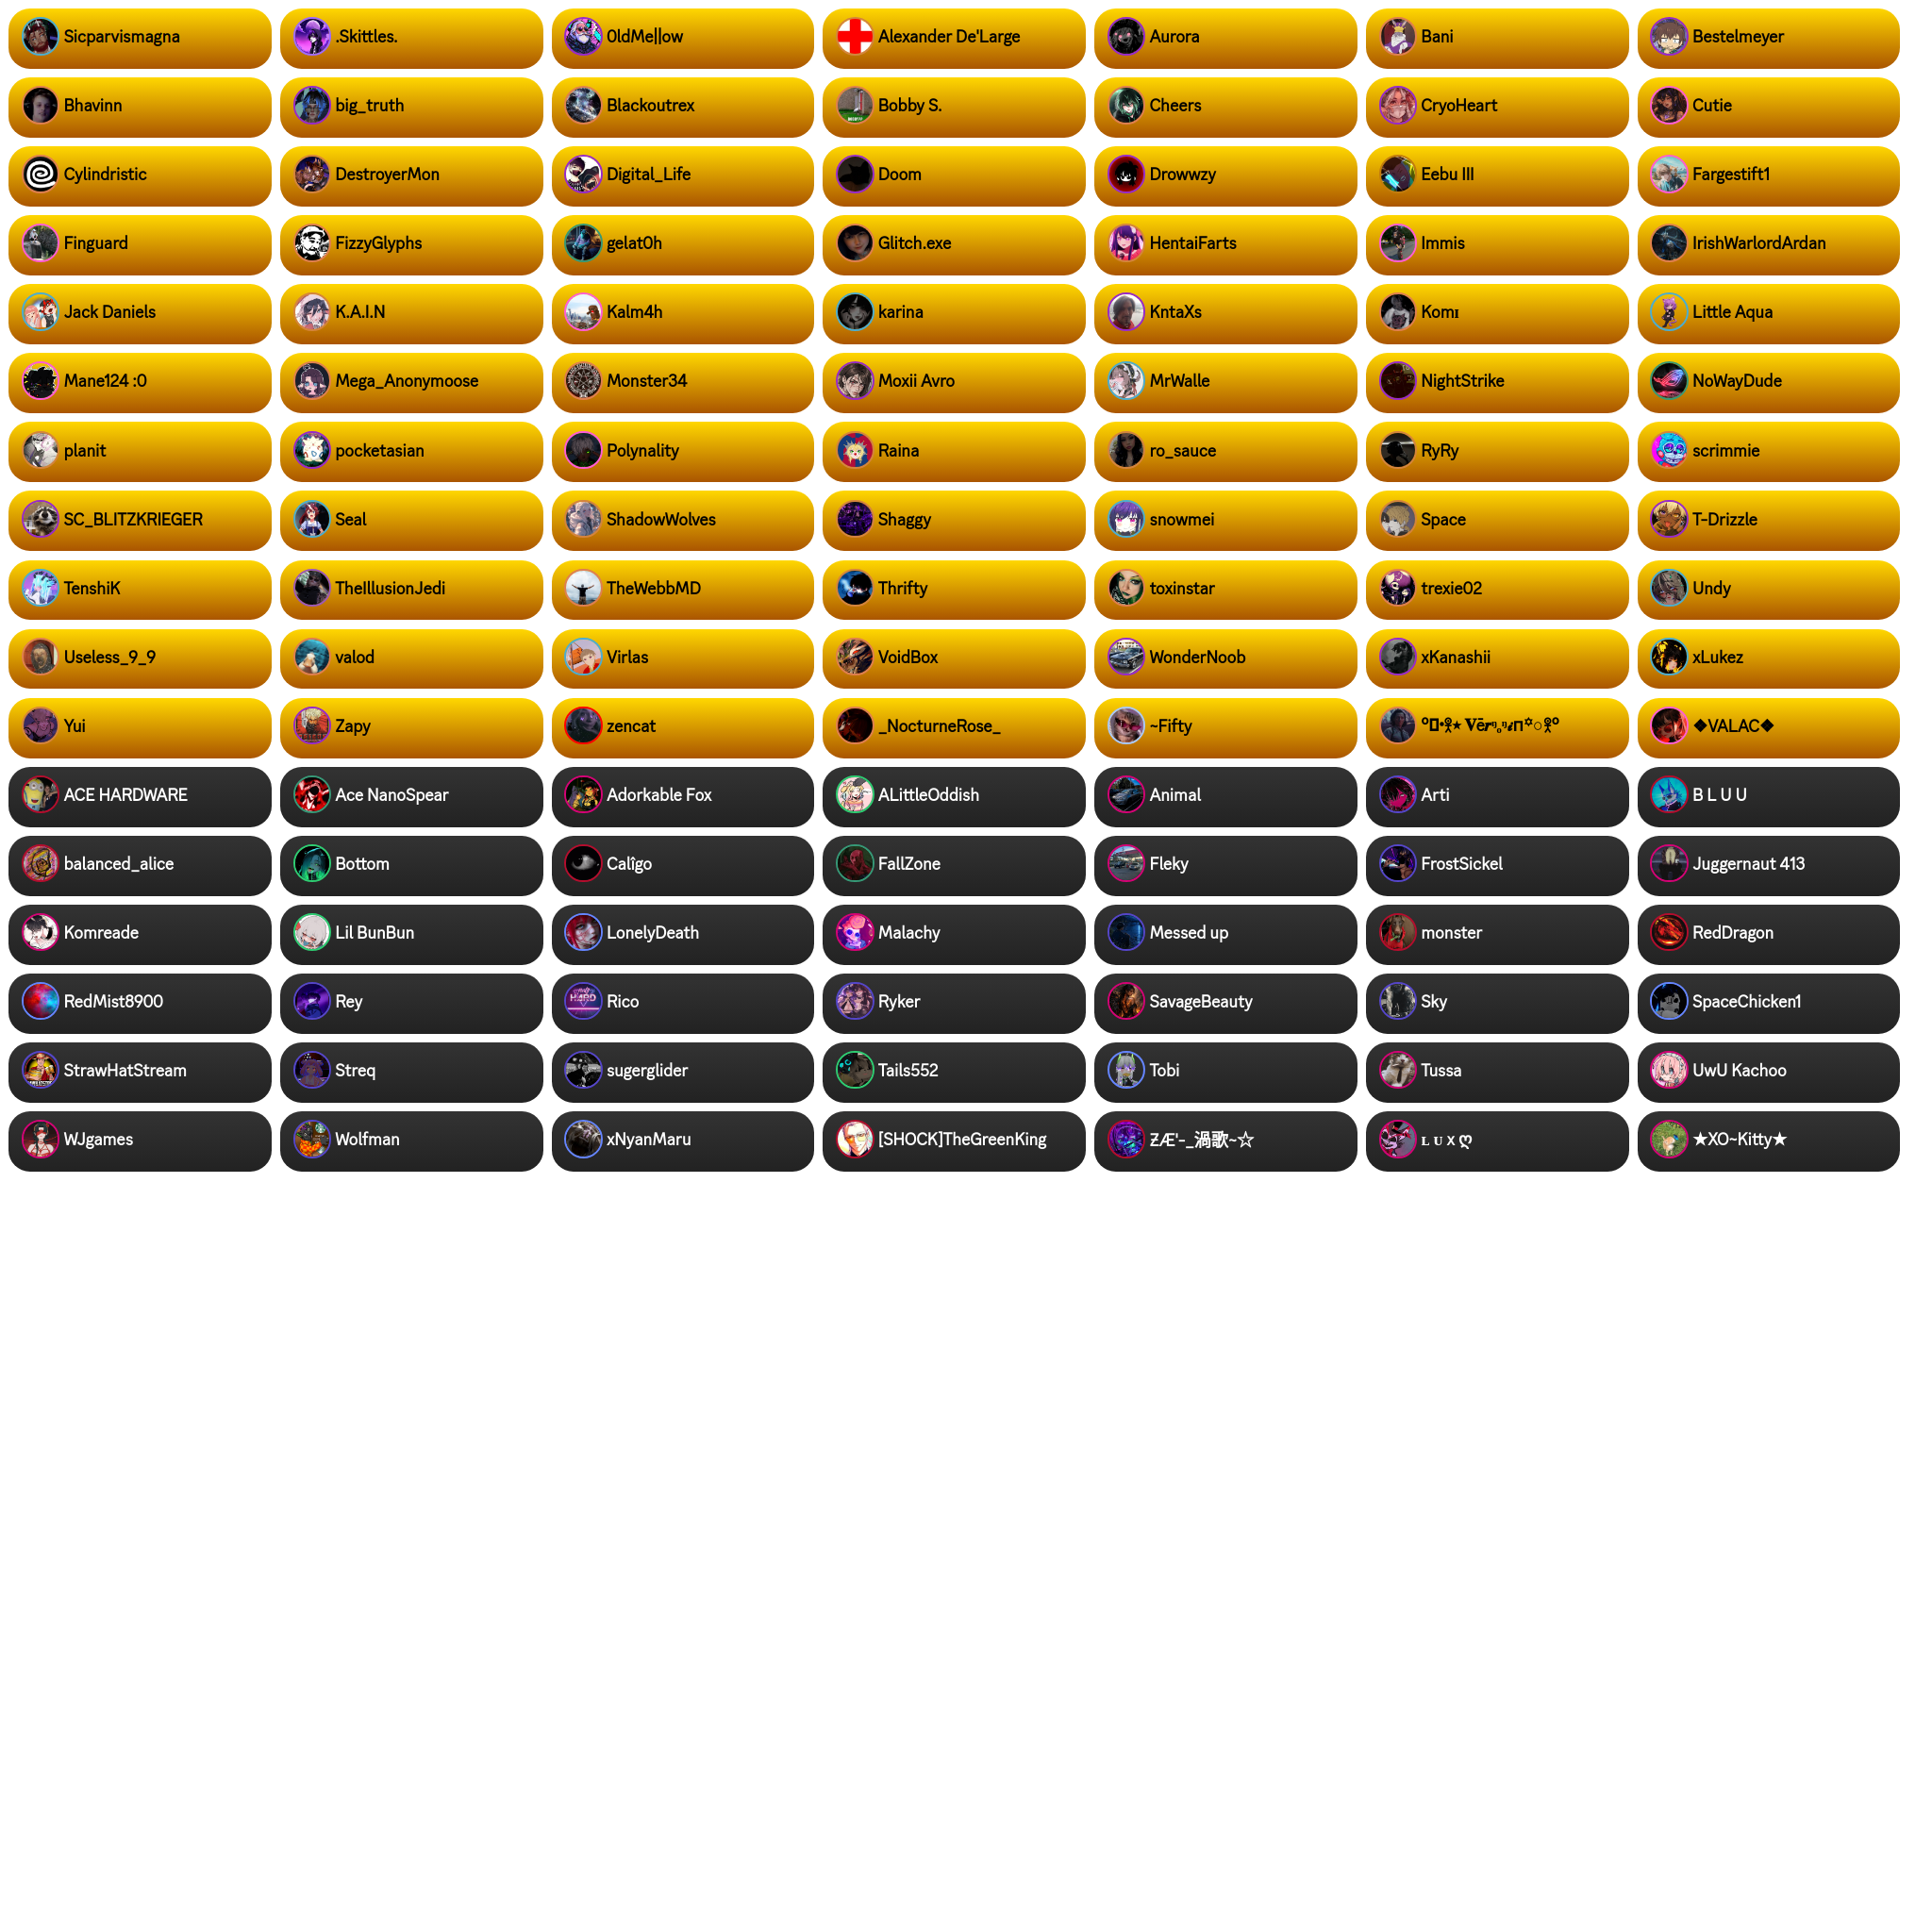 Sicparvismagna
.Skittles.
0ldMe||ow
Alexander De'Large
Aurora
Bani
Bestelmeyer
Bhavinn
big_truth
Blackoutrex
Bobby S.
Cheers
CryoHeart
Cutie
Cylindristic
DestroyerMon
Digital_Life
Doom
Drowwzy
Eebu III
Fargestift1
Finguard
FizzyGlyphs
gelat0h
Glitch.exe
HentaiFarts
Immis
IrishWarlordArdan
Jack Daniels
K.A.I.N
Kalm4h
karina
KntaXs
Komı
Little Aqua
Mane124 :0
Mega_Anonymoose
Monster34
Moxii Avro
MrWalle
NightStrike
NoWayDude
planit
pocketasian
Polynality
Raina
ro_sauce
RyRy
scrimmie
SC_BLITZKRIEGER
Seal
ShadowWolves
Shaggy
snowmei
Space
T-Drizzle
TenshiK
TheIllusionJedi
TheWebbMD
Thrifty
toxinstar
trexie02
Undy
Useless_9_9
valod
Virlas
VoidBox
WonderNoob
xKanashii
xLukez
Yui
Zapy
zencat
_NocturneRose_
~Fifty
❖VALAC❖
ACE HARDWARE
Ace NanoSpear
Adorkable Fox
ALittleOddish
Animal
Arti
B L U U
balanced_alice
Bottom
Calîgo
FallZone
Fleky
FrostSickel
Juggernaut 413
Komreade
Lil BunBun
LonelyDeath
Malachy
Messed up
monster
RedDragon
RedMist8900
Rey
Rico
Ryker
SavageBeauty
Sky
SpaceChicken1
StrawHatStream
Streq
sugerglider
Tails552
Tobi
Tussa
UwU Kachoo
WJgames
Wolfman
xNyanMaru
[SHOCK]TheGreenKing
ƵÆ'-_渦歌~☆
ʟ ᴜ x ღ
★XO~Kitty★